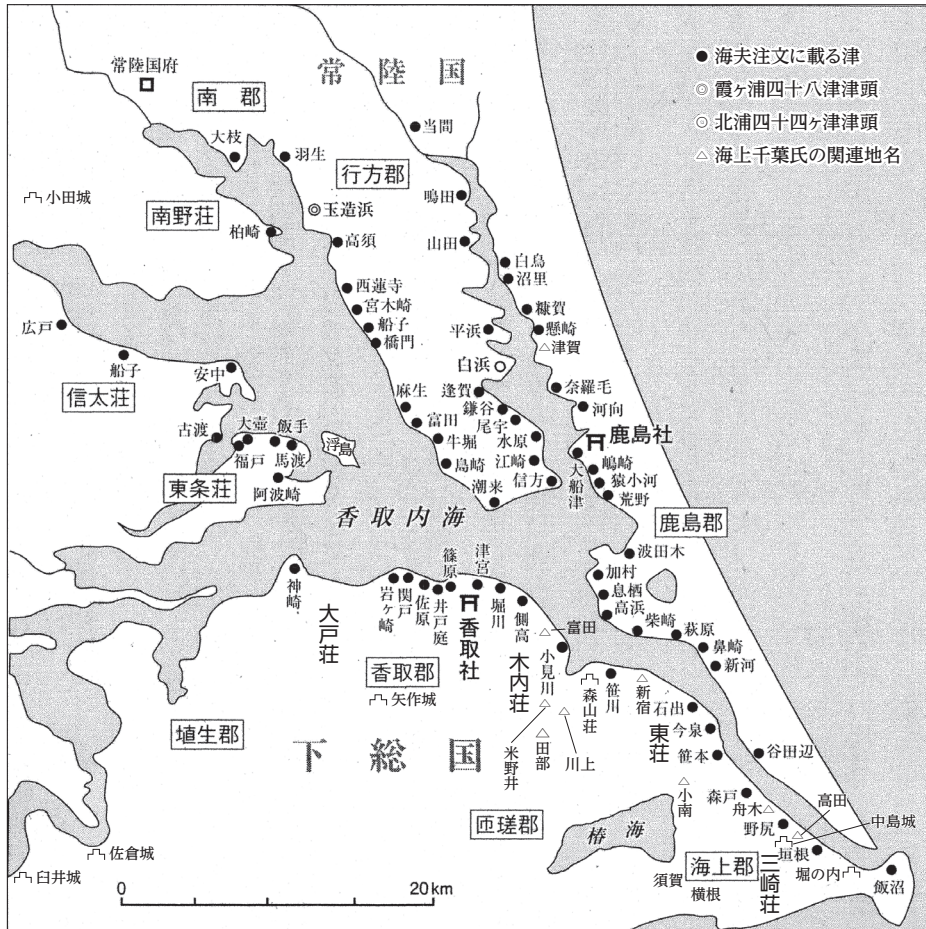 ● 海夫注文に載る津
◎ 霞ヶ浦四十八津津頭
◎ 北浦四十四ヶ津津頭
△ 海上千葉氏の関連地名
常陸国
常陸国府
南郡
大枝
羽生
当間
行方郡
鳴田
小田城
玉造浜
南野荘
柏崎
高須
山田
白鳥
沼里
西蓮寺
宮木崎
船子
橋門
糠賀
平浜
懸崎
津賀
広戸
船子
安中
信太荘
白浜
奈羅毛
河向
麻生
逢賀
鎌谷
尾宇
富田
水原
牛堀
江崎
島崎
信方
潮来
古渡
大壺
飯手
福戸
馬渡
浮島
東条荘
阿波崎
鹿島社
大船津
嶋崎
猿小河
荒野
鹿島郡
香取内海
波田木
加村
息栖
高浜
柴崎
萩原
鼻崎
新河
神崎
大戸荘
岩ヶ崎
関戸
佐原
井戸庭
篠原
津宮
香取社
堀川
側高
富田
小見川
木内荘
香取郡
矢作城
森山荘
笹川
新宿
石出
今泉
東荘
笹本
谷田辺
埴生郡
下総国
米野井
田部
川上
小南
森戸
舟木
高田
野尻
中島城
匝瑳郡
椿海
垣根
海上郡
三崎荘
堀の内
飯沼
須賀
横根
佐倉城
臼井城
0
20km